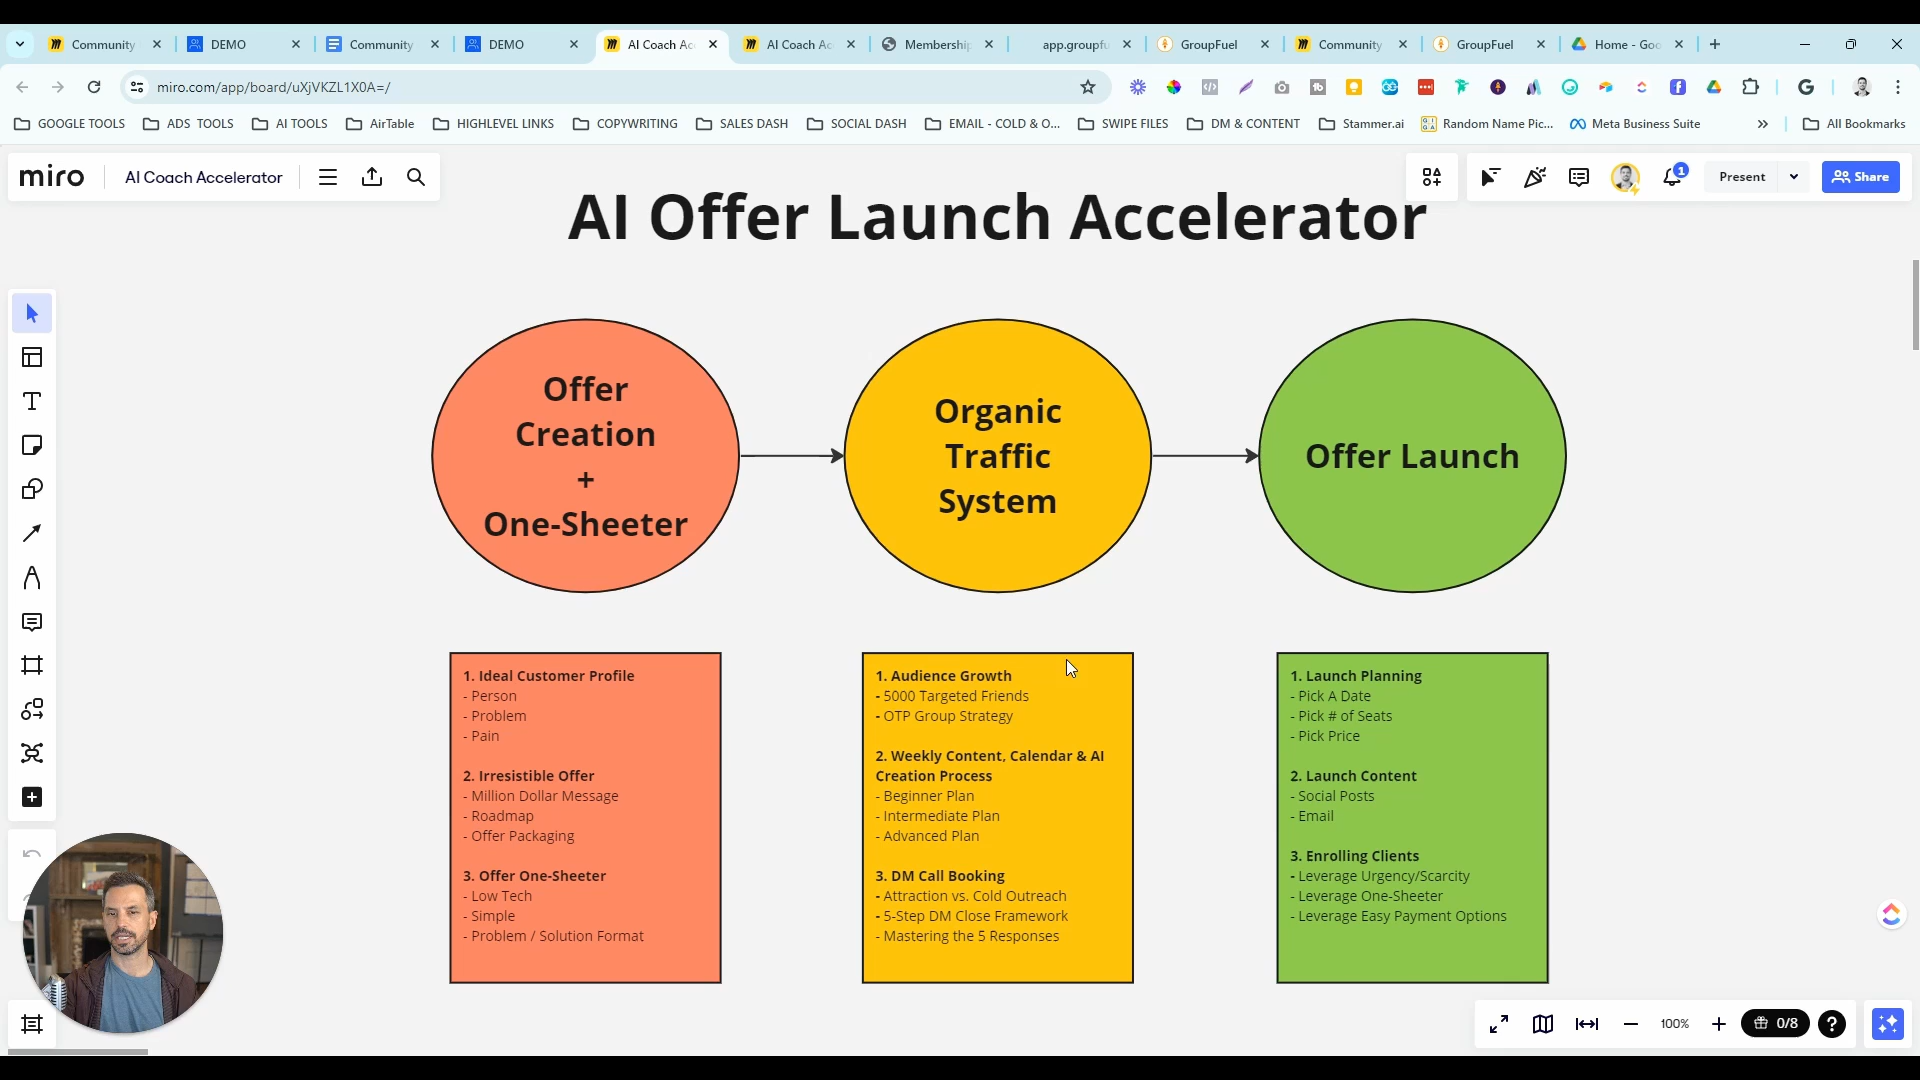 Community
DEMO
Community
DEMO
AI Coach Ac
AI Coach Ac
Membership
app.groupfu
GroupFuel
Community
GroupFuel
Home - Goo
miro.com/app/board/uXjVKZL1X0A=/
GOOGLE TOOLS
ADS TOOLS
AI TOOLS
AirTable
HIGHLEVEL LINKS
COPYWRITING
SALES DASH
SOCIAL DASH
EMAIL - COLD & O...
SWIPE FILES
DM & CONTENT
Stammer.ai
Random Name Pic...
Meta Business Suite
All Bookmarks
miro
AI Coach Accelerator
1
Present
Share
AI Offer Launch Accelerator
Offer
Creation
+
One-Sheeter
Organic
Traffic
System
Offer Launch
1. Ideal Customer Profile
- Person
- Problem
- Pain
2. Irresistible Offer
- Million Dollar Message
- Roadmap
- Offer Packaging
3. Offer One-Sheeter
- Low Tech
- Simple
- Problem / Solution Format
1. Audience Growth
- 5000 Targeted Friends
- OTP Group Strategy
2. Weekly Content, Calendar & AI
Creation Process
- Beginner Plan
- Intermediate Plan
- Advanced Plan
3. DM Call Booking
- Attraction vs. Cold Outreach
- 5-Step DM Close Framework
- Mastering the 5 Responses
1. Launch Planning
- Pick A Date
- Pick # of Seats
- Pick Price
2. Launch Content
- Social Posts
- Email
3. Enrolling Clients
- Leverage Urgency/Scarcity
- Leverage One-Sheeter
- Leverage Easy Payment Options
100%
0/8